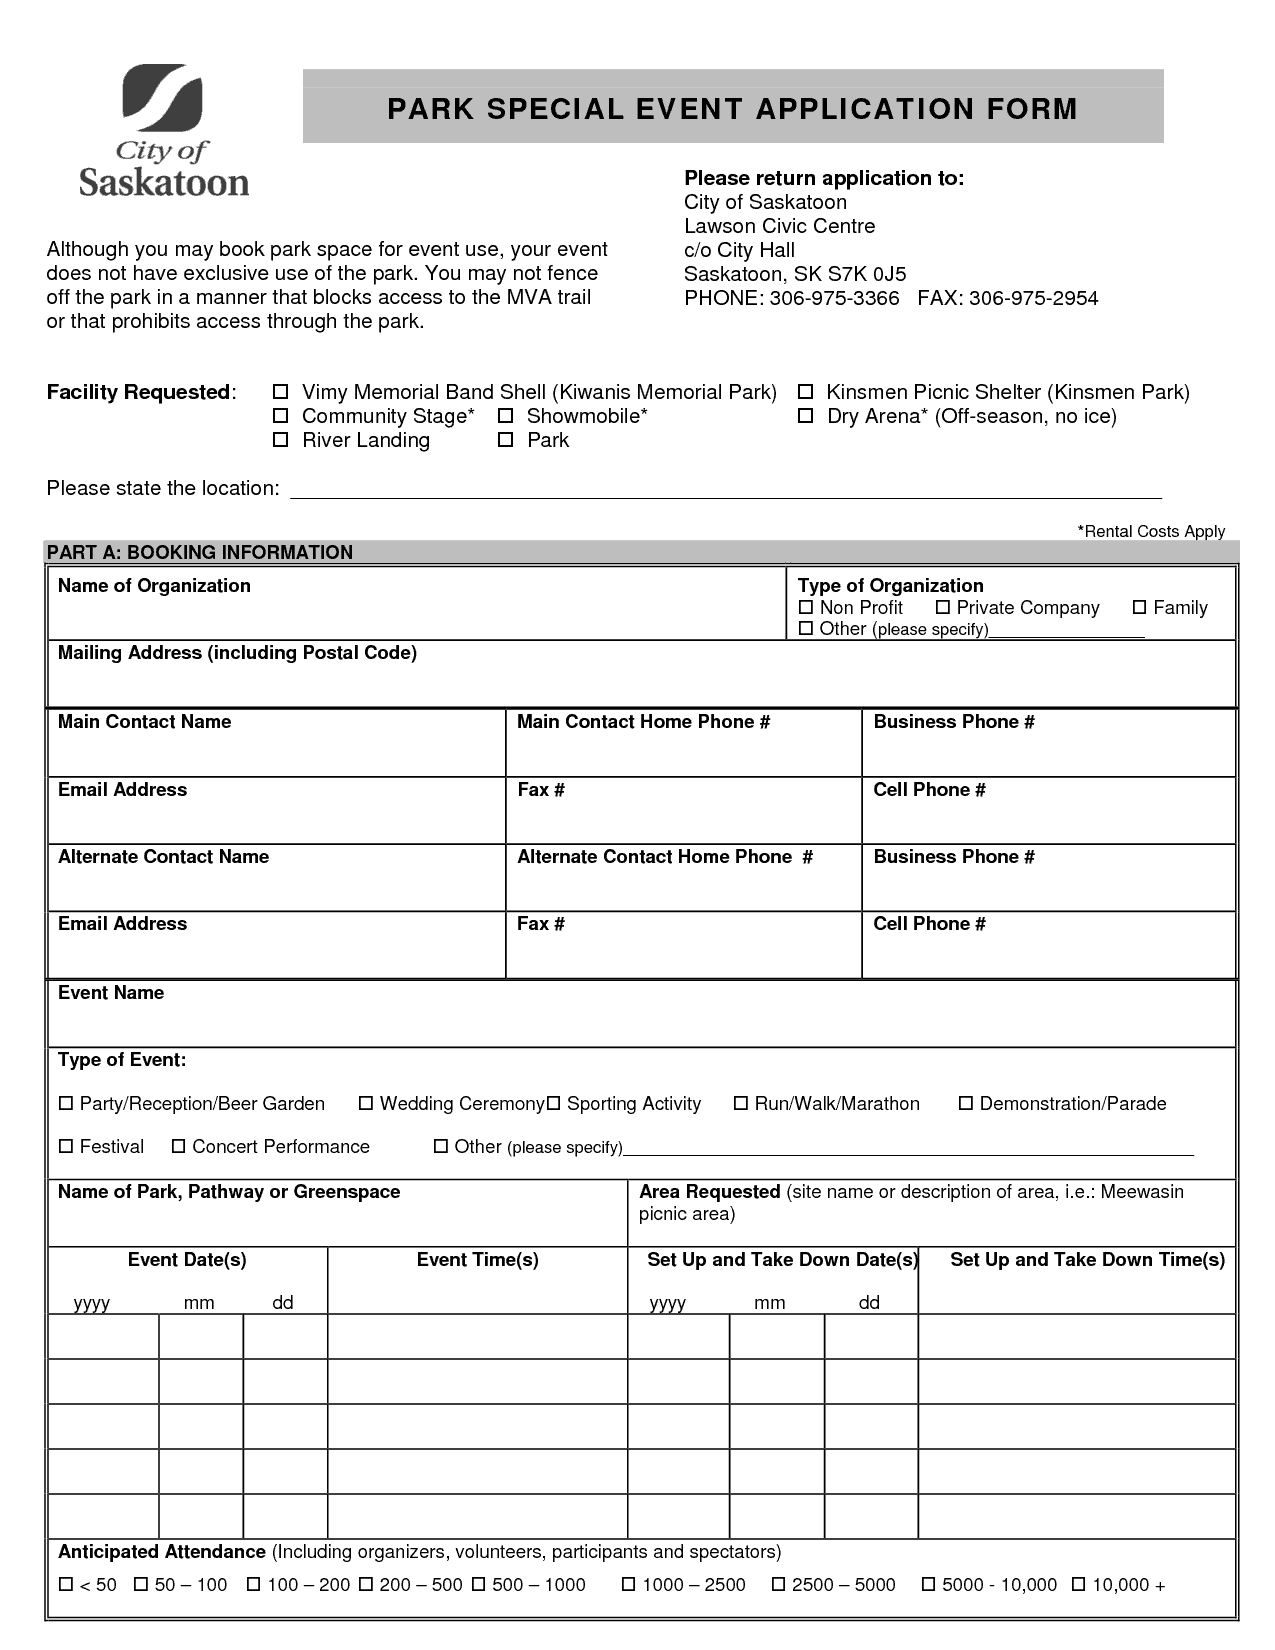 City of
Saskatoon
PARK SPECIAL EVENT APPLICATION FORM
Please return application to:
City of Saskatoon
Lawson Civic Centre
c/o City Hall
Saskatoon, SK S7K 0J5
PHONE: 306-975-3366 FAX: 306-975-2954
Although you may book park space for event use, your event
does not have exclusive use of the park. You may not fence
off the park in a manner that blocks access to the MVA trail
or that prohibits access through the park.
Facility Requested: ☐ Vimy Memorial Band Shell (Kiwanis Memorial Park) ☐ Kinsmen Picnic Shelter (Kinsmen Park)
☐ Community Stage* ☐ Showmobile* ☐ Dry Arena* (Off-season, no ice)
☐ River Landing ☐ Park
Please state the location: ____________________
*Rental Costs Apply
PART A: BOOKING INFORMATION
Name of Organization
Type of Organization
☐ Non Profit ☐ Private Company ☐ Family
☐ Other (please specify)_______________
Mailing Address (including Postal Code)
Main Contact Name Main Contact Home Phone # Business Phone #
Email Address Fax # Cell Phone #
Alternate Contact Name Alternate Contact Home Phone # Business Phone #
Email Address Fax # Cell Phone #
Event Name
Type of Event:
☐ Party/Reception/Beer Garden ☐ Wedding Ceremony ☐ Sporting Activity ☐ Run/Walk/Marathon ☐ Demonstration/Parade
☐ Festival ☐ Concert Performance ☐ Other (please specify)____________________
Name of Park, Pathway or Greenspace
Area Requested (site name or description of area, i.e.: Meewasin
picnic area)
Event Date(s) Event Time(s) Set Up and Take Down Date(s) Set Up and Take Down Time(s)
yyyy mm dd yyyy mm dd
Anticipated Attendance (Including organizers, volunteers, participants and spectators)
☐ < 50 ☐ 50 – 100 ☐ 100 – 200 ☐ 200 – 500 ☐ 500 – 1000 ☐ 1000 – 2500 ☐ 2500 – 5000 ☐ 5000 - 10,000 ☐ 10,000 +